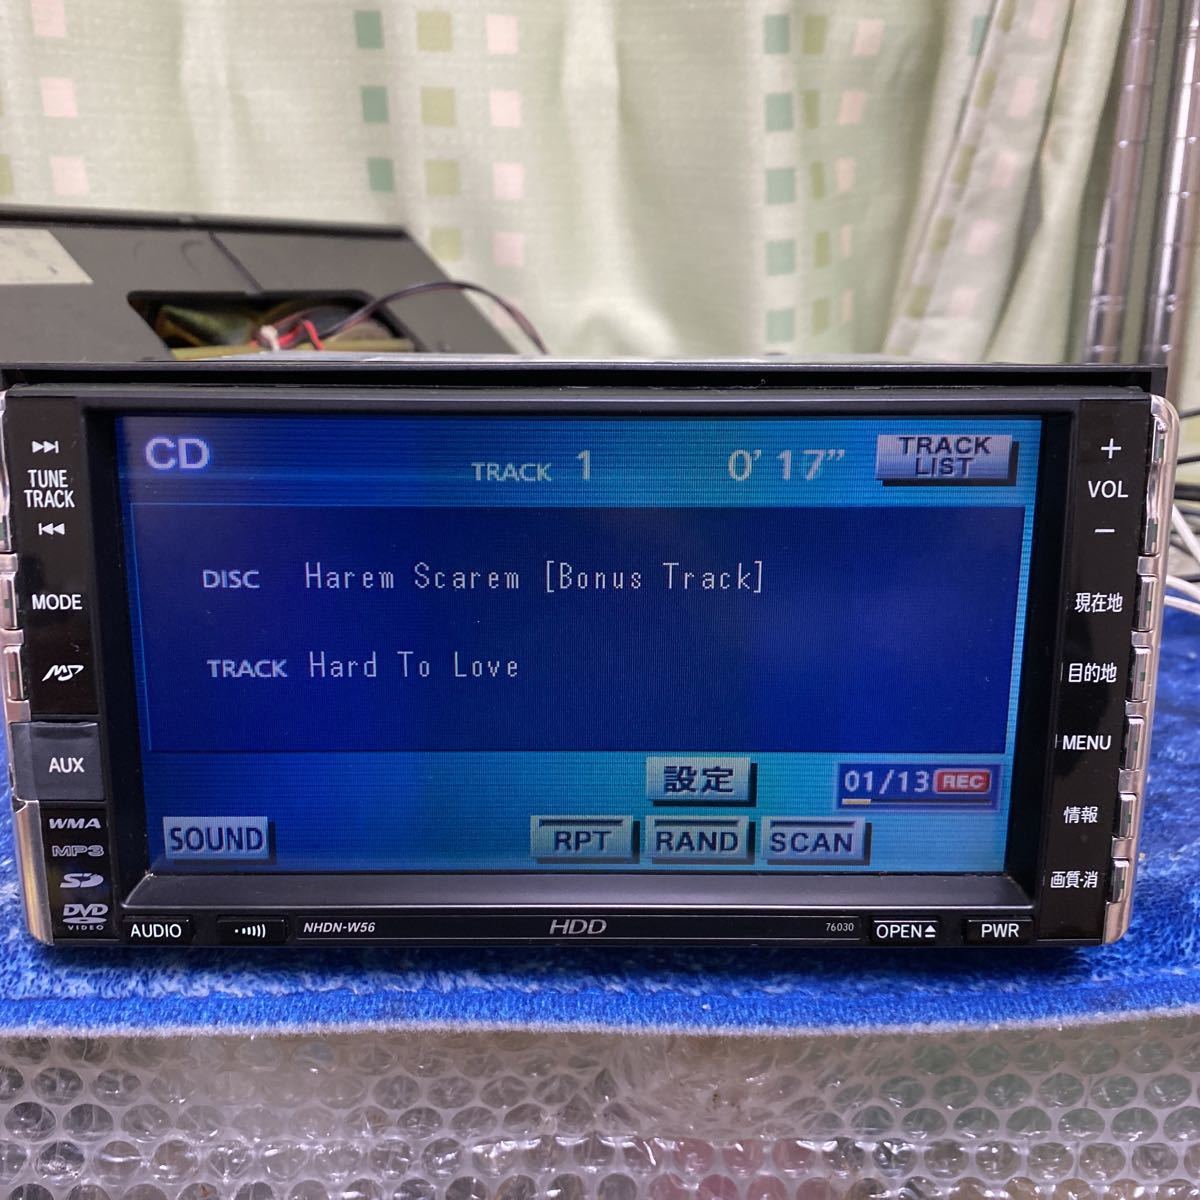 CD
TRACK 1
0' 17"
TRACK
LIST
DISC Harem Scarem [Bonus Track]
TRACK Hard To Love
設定
01/13 REC
SOUND
RPT
RAND
SCAN
TUNE
TRACK
MODE
AUX
WMA
MP3
SD
DVD
VIDEO
+
VOL
−
現在地
目的地
MENU
情報
画質・消
AUDIO
NHDN-W56
HDD
76030
OPEN
PWR